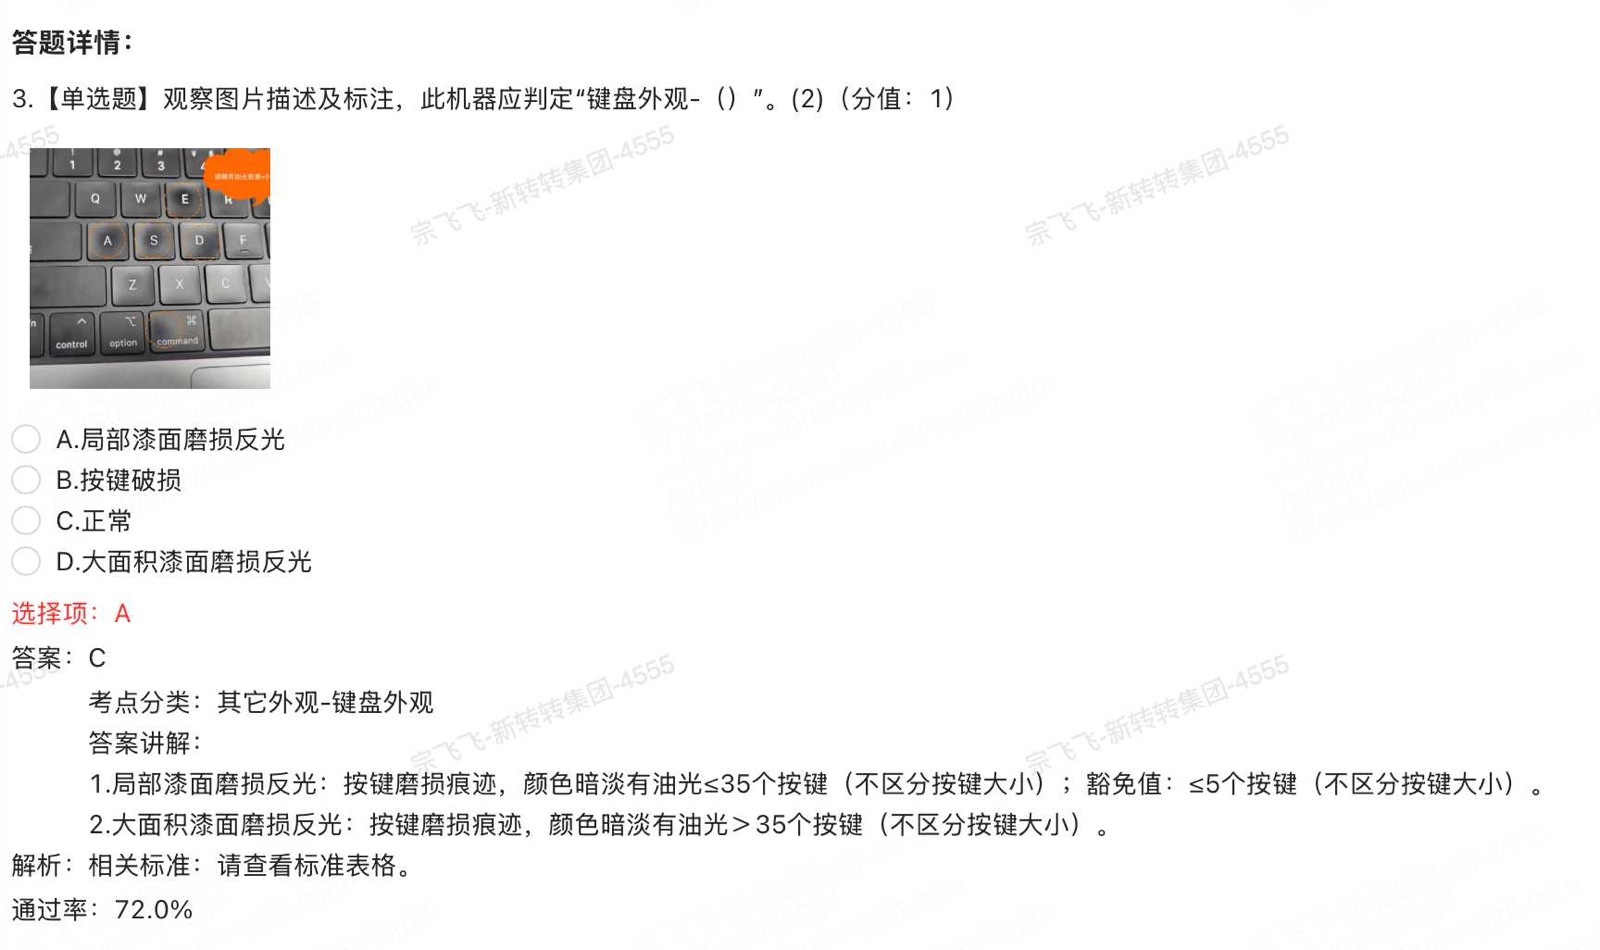 答题详情：
3.【单选题】观察图片描述及标注，此机器应判定“键盘外观-（）”。(2)（分值：1）
1 2 3
Q W E R
A S D F
Z X C
control option command
A.局部漆面磨损反光
B.按键破损
C.正常
D.大面积漆面磨损反光
选择项：A
答案：C
考点分类：其它外观-键盘外观
答案讲解：
1.局部漆面磨损反光：按键磨损痕迹，颜色暗淡有油光≤35个按键（不区分按键大小）；豁免值：≤5个按键（不区分按键大小）。
2.大面积漆面磨损反光：按键磨损痕迹，颜色暗淡有油光＞35个按键（不区分按键大小）。
解析：相关标准：请查看标准表格。
通过率：72.0%
-4555
宗飞飞-新转转集团-4555
宗飞飞-新转转集团-4555
-4555
宗飞飞-新转转集团-4555
宗飞飞-新转转集团-4555